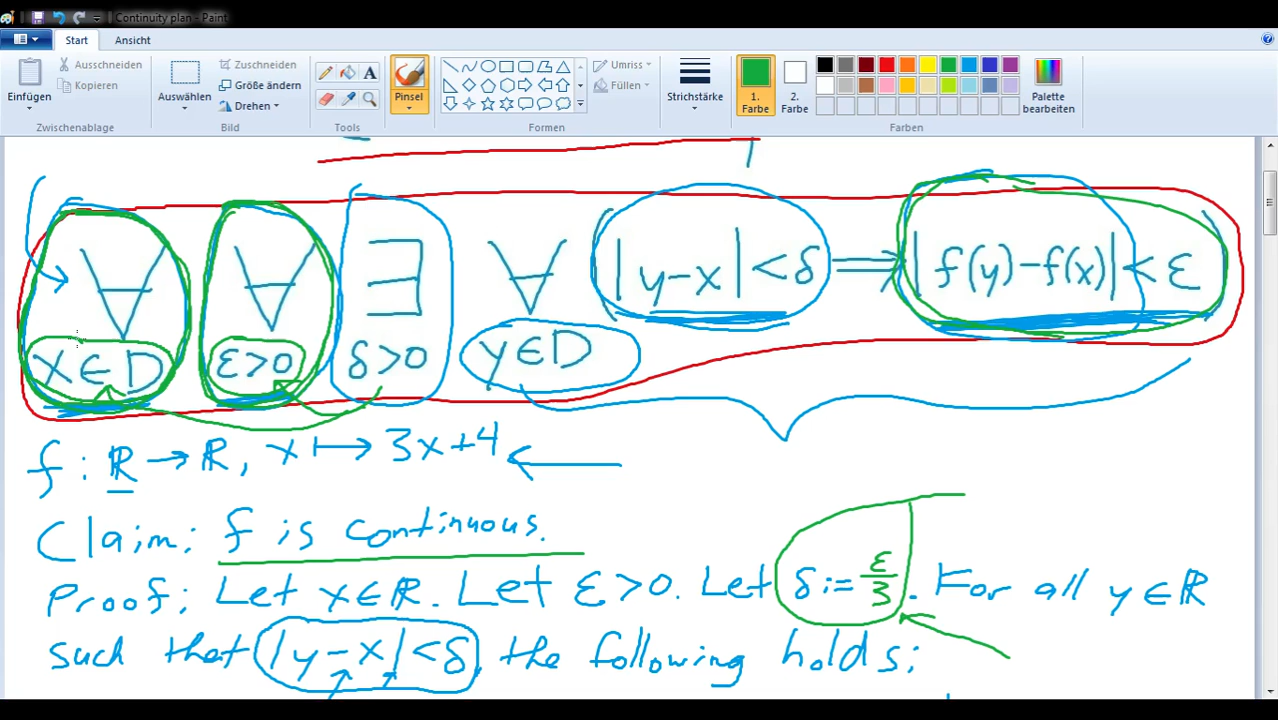 Continuity plan - Paint
Start Ansicht
Einfügen
Ausschneiden
Kopieren
Zwischenablage
Auswählen
Zuschneiden
Größe ändern
Drehen
Bild
A
Tools
Pinsel
Umriss
Füllen
Formen
Strichstärke
1. Farbe
2. Farbe
Palette bearbeiten
Farben
∀ ∀ ∃ ∀ (|y-x| < δ ⟹ |f(y)-f(x)| < ε)
x∈D ε>0 δ>0 y∈D
f : ℝ → ℝ, x ↦ 3x+4
Claim: f is continuous.
Proof: Let x∈ℝ. Let ε>0. Let δ := ε/3. For all y∈ℝ
such that |y-x| < δ, the following holds: